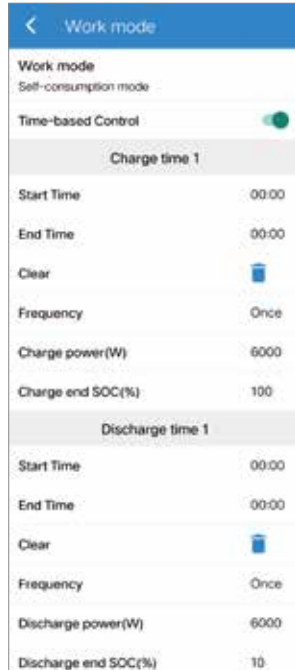 Work mode
Work mode
Self-consumption mode
Time-based Control
Charge time 1
Start Time 00:00
End Time 00:00
Clear
Frequency Once
Charge power(W) 6000
Charge end SOC(%) 100
Discharge time 1
Start Time 00:00
End Time 00:00
Clear
Frequency Once
Discharge power(W) 6000
Discharge end SOC(%) 10